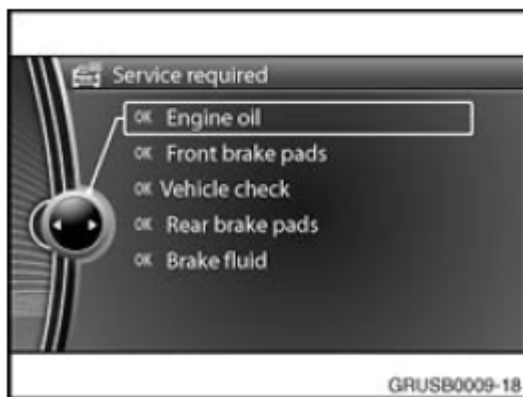 Service required
OK Engine oil
OK Front brake pads
OK Vehicle check
OK Rear brake pads
OK Brake fluid
GRUSB0009-18